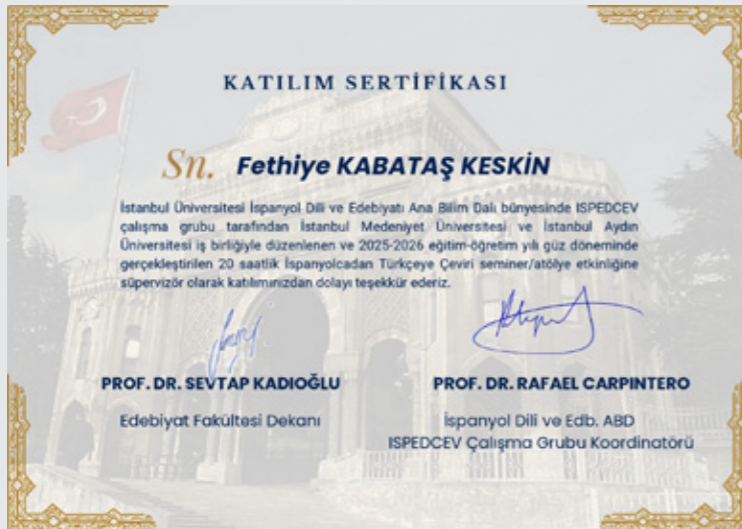 KATILIM SERTİFİKASI
Sn. Fethiye KABATAŞ KESKİN
İstanbul Üniversitesi İspanyol Dili ve Edebiyatı Ana Bilim Dalı bünyesinde ISPEDCEV
çalışma grubu tarafından İstanbul Medeniyet Üniversitesi ve İstanbul Aydın
Üniversitesi iş birliğiyle düzenlenen ve 2025-2026 eğitim-öğretim yılı güz döneminde
gerçekleştirilen 20 saatlik İspanyolcadan Türkçeye Çeviri seminer/atölye etkinliğine
süpervizör olarak katılımınızdan dolayı teşekkür ederiz.
PROF. DR. SEVTAP KADIOĞLU
PROF. DR. RAFAEL CARPINTERO
Edebiyat Fakültesi Dekanı
İspanyol Dili ve Edb. ABD
ISPEDCEV Çalışma Grubu Koordinatörü